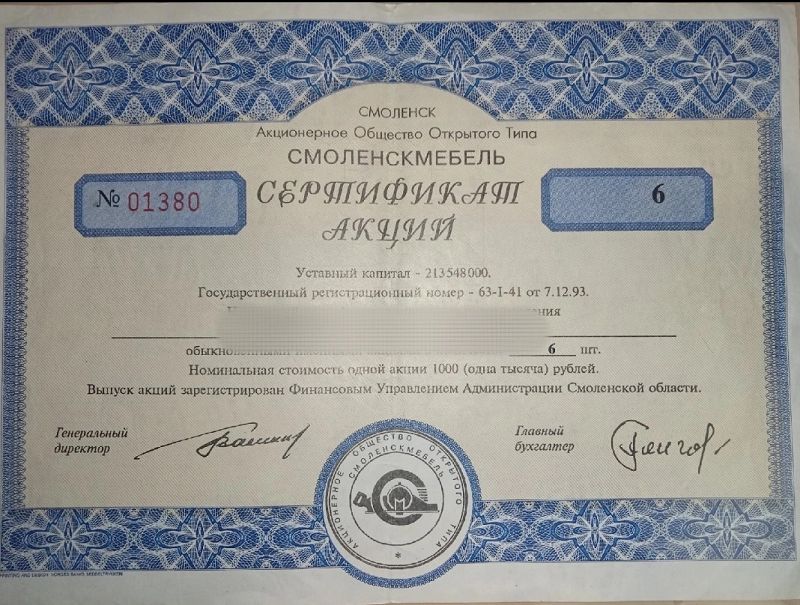 СМОЛЕНСК
Акционерное Общество Открытого Типа
СМОЛЕНСКМЕБЕЛЬ
№ 01380
СЕРТИФИКАТ
АКЦИЙ
6
Уставный капитал - 213548000.
Государственный регистрационный номер - 63-I-41 от 7.12.93.
6 шт.
Номинальная стоимость одной акции 1000 (одна тысяча) рублей.
Выпуск акций зарегистрирован Финансовым Управлением Администрации Смоленской области.
Генеральный
директор
Главный
бухгалтер
АКЦИОНЕРНОЕ ОБЩЕСТВО ОТКРЫТОГО ТИПА
СМОЛЕНСКМЕБЕЛЬ